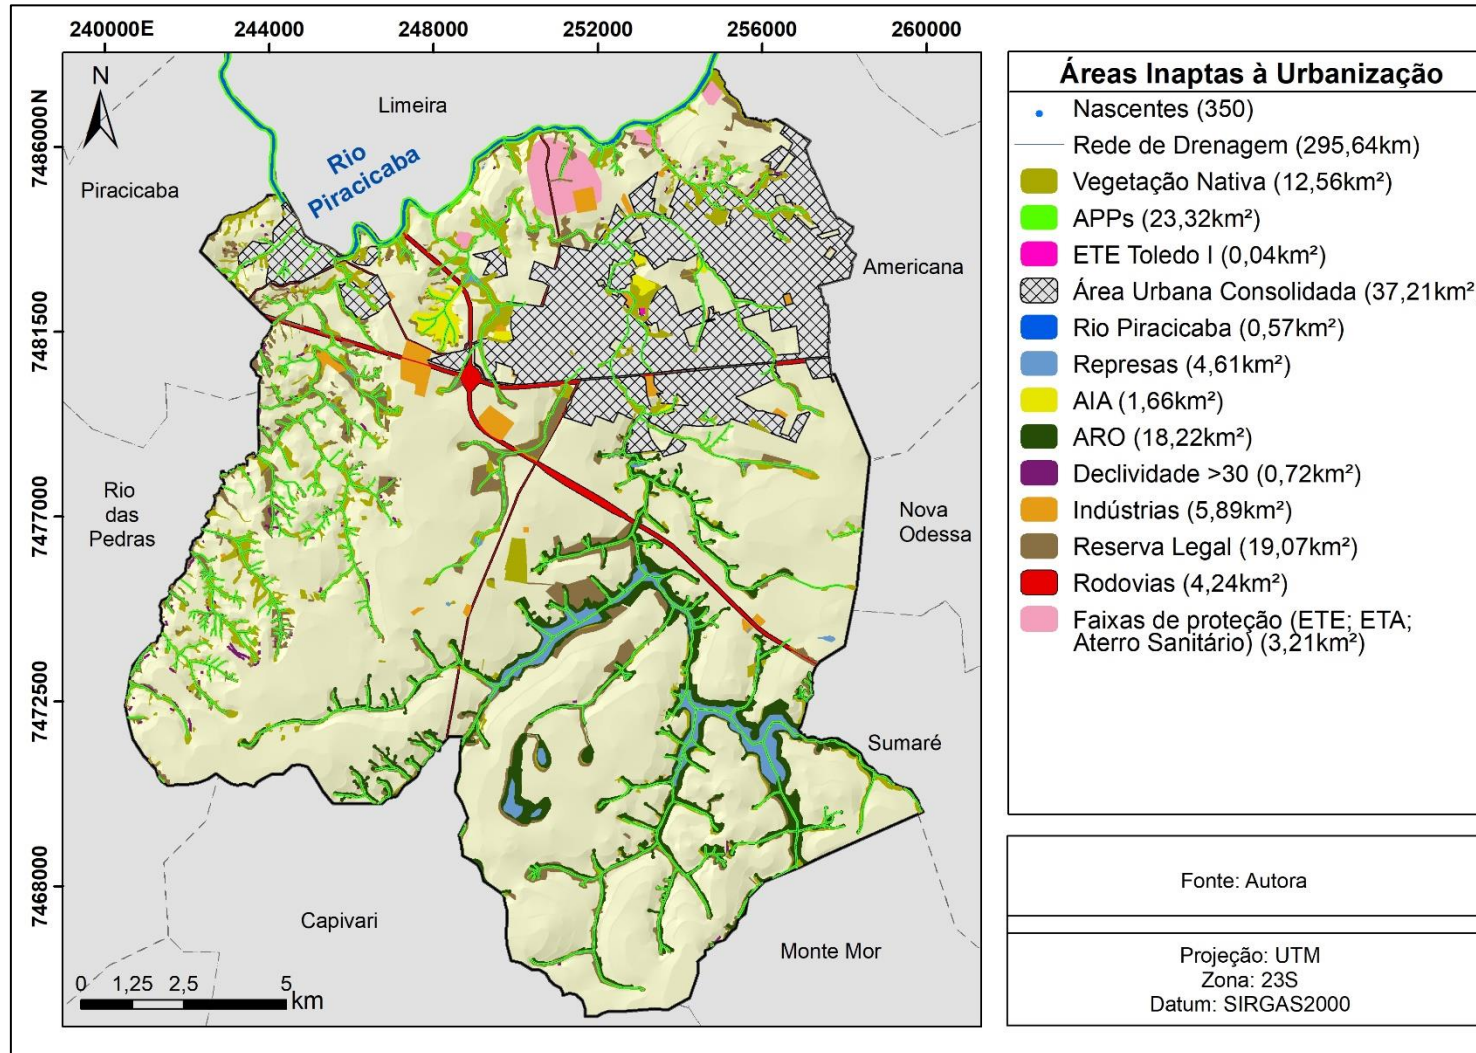 240000E 244000 248000 252000 256000 260000
7486000 N
7481500
7477000
7472500
7468000
N
Limeira
Piracicaba
Rio
Piracicaba
Americana
Rio
das
Pedras
Nova
Odessa
Sumaré
Capivari
Monte Mor
0 1,25 2,5 5
km
Áreas Inaptas à Urbanização
Nascentes (350)
Rede de Drenagem (295,64km)
Vegetação Nativa (12,56km²)
APPs (23,32km²)
ETE Toledo I (0,04km²)
Área Urbana Consolidada (37,21km²
Rio Piracicaba (0,57km²)
Represas (4,61km²)
AIA (1,66km²)
ARO (18,22km²)
Declividade >30 (0,72km²)
Indústrias (5,89km²)
Reserva Legal (19,07km²)
Rodovias (4,24km²)
Faixas de proteção (ETE; ETA;
Aterro Sanitário) (3,21km²)
Fonte: Autora
Projeção: UTM
Zona: 23S
Datum: SIRGAS2000